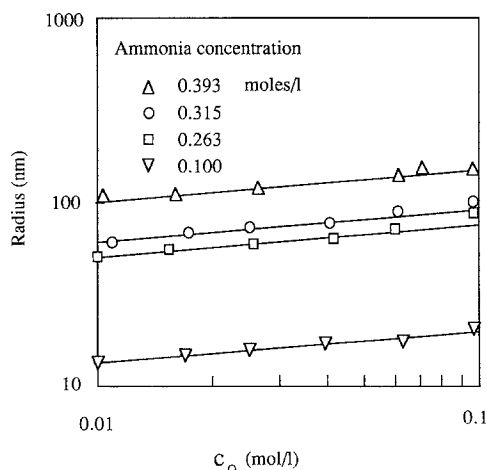 1000
Ammonia concentration
0.393 moles/l
0.315
0.263
0.100
Radius (nm)
100
10
0.01 0.1
c_o (mol/l)